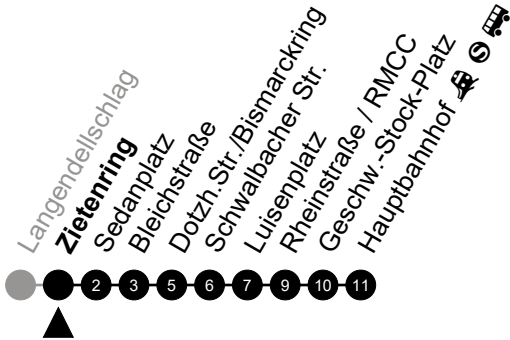 Langendellschlag
Zietenring
Sedanplatz
Bleichstraße
Dotzh.Str./Bismarckring
Schwalbacher Str.
Luisenplatz
Rheinstraße / RMCC
Geschw.-Stock-Platz
Hauptbahnhof S
2 3 5 6 7 9 10 11